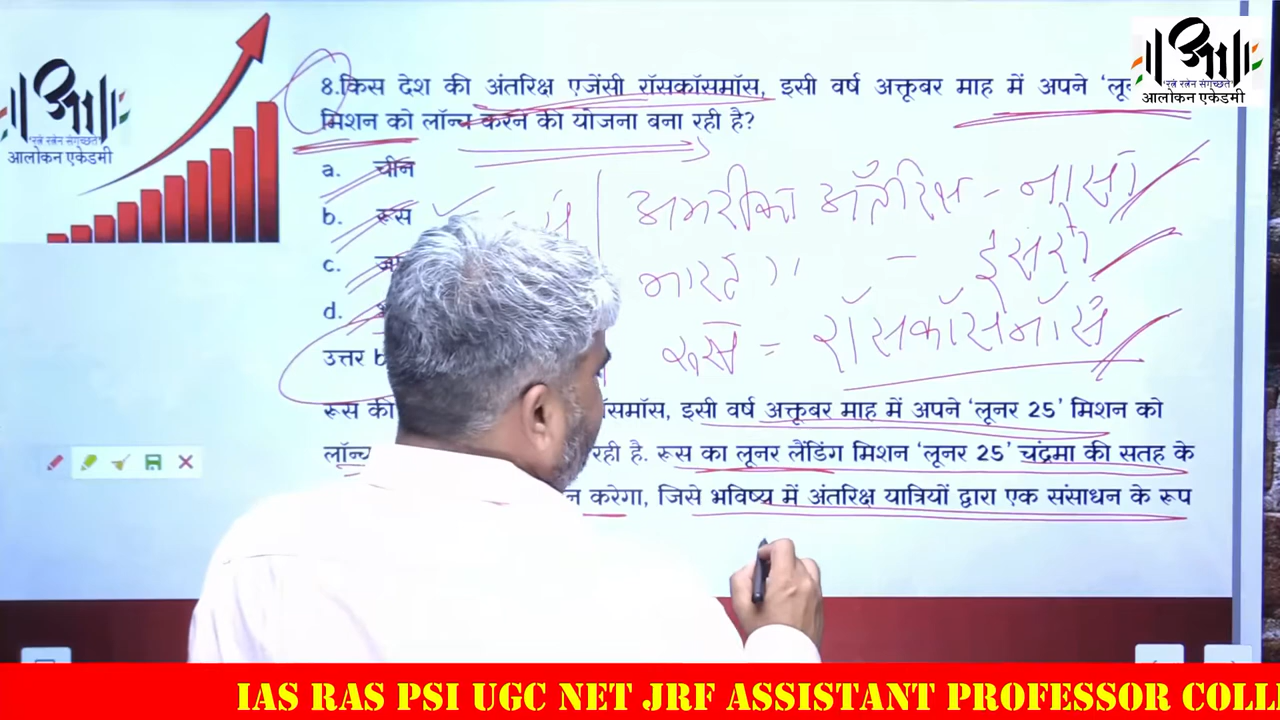 8.किस देश की अंतरिक्ष एजेंसी रॉसकॉसमॉस, इसी वर्ष अक्तूबर माह में अपने
मिशन को लॉन्च करने की योजना बना रही है?
a. चीन
b. रूस
c.
d.
उत्तर b
रूस की
इसी वर्ष अक्तूबर माह में अपने 'लूनर 25' मिशन को
लॉन्च
रही है. रूस का लूनर लैंडिंग मिशन 'लूनर 25' चंद्रमा की सतह के
करेगा, जिसे भविष्य में अंतरिक्ष यात्रियों द्वारा एक संसाधन के रूप
अमरीका अंतरिक्ष - नासा
भारत " - इसरो
रूस = रॉसकॉसमॉस
आलोकन एकेडमी
आलोकन एकेडमी
IAS RAS PSI UGC NET JRF ASSISTANT PROFESSOR